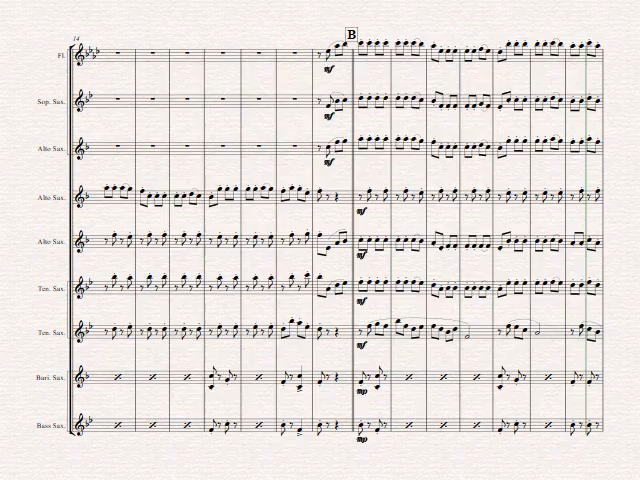 B
14
Fl.
mf
Sop. Sax.
mf
Alto Sax.
mf
Alto Sax.
mf
Alto Sax.
mf
Ten. Sax.
mf
Ten. Sax.
mf
Bari. Sax.
mp
Bass Sax.
mp